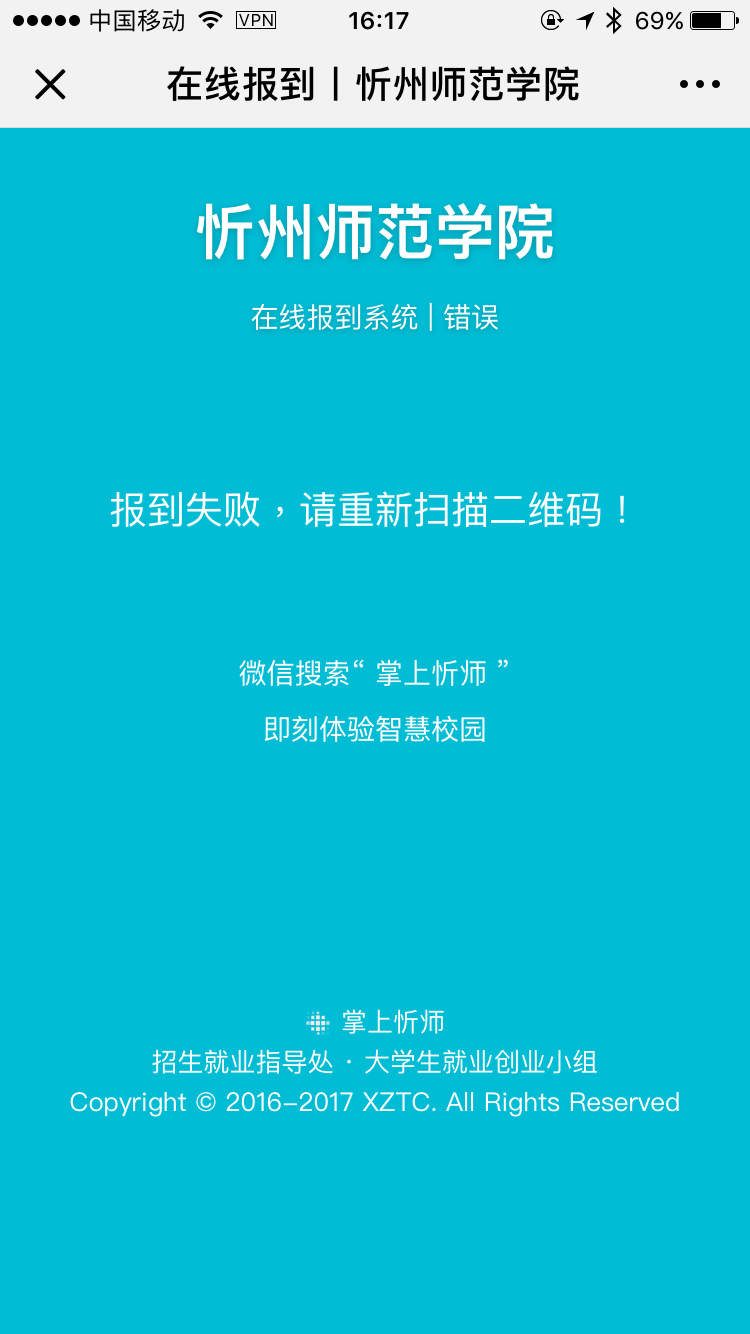 中国移动 VPN 16:17 69%
在线报到 | 忻州师范学院
忻州师范学院
在线报到系统 | 错误
报到失败，请重新扫描二维码！
微信搜索“ 掌上忻师 ”
即刻体验智慧校园
掌上忻师
招生就业指导处 · 大学生就业创业小组
Copyright © 2016-2017 XZTC. All Rights Reserved